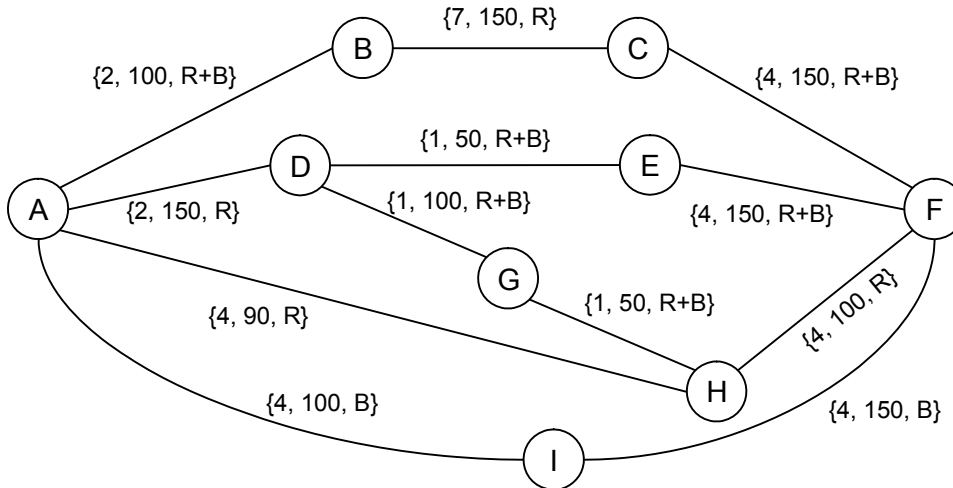 {7, 150, R}
B
C
{2, 100, R+B}
{4, 150, R+B}
{1, 50, R+B}
D
E
A
{2, 150, R}
{1, 100, R+B}
{4, 150, R+B}
F
G
{4, 90, R}
{1, 50, R+B}
{4, 100, R}
H
{4, 100, B}
{4, 150, B}
I